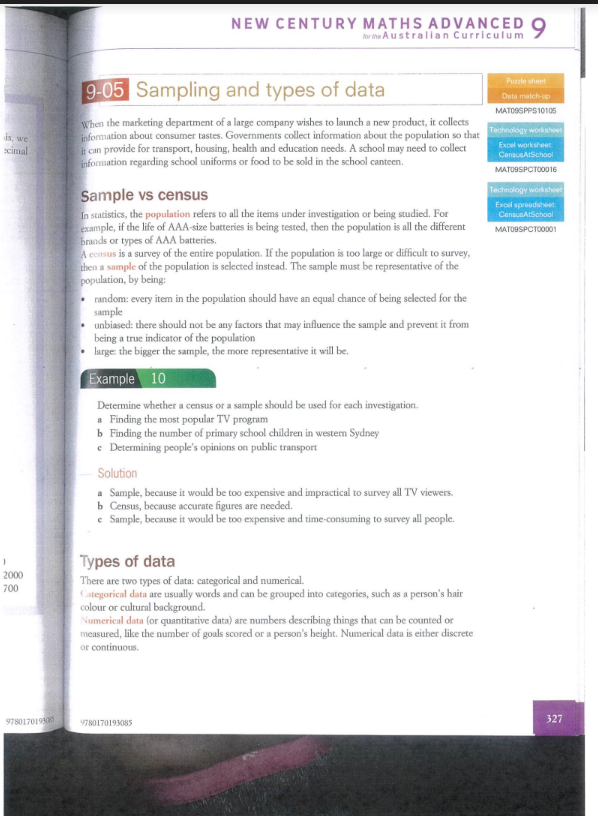 NEW CENTURY MATHS ADVANCED 9
for the Australian Curriculum
9-05 Sampling and types of data
Puzzle sheet
Data match-up
MAT09SPPS10105
Technology worksheet
Excel worksheet:
CensusAtSchool
MAT09SPCT00016
Technology worksheet
Excel spreadsheet:
CensusAtSchool
MAT09SPCT00001
When the marketing department of a large company wishes to launch a new product, it collects
information about consumer tastes. Governments collect information about the population so that
it can provide for transport, housing, health and education needs. A school may need to collect
information regarding school uniforms or food to be sold in the school canteen.
Sample vs census
In statistics, the population refers to all the items under investigation or being studied. For
example, if the life of AAA-size batteries is being tested, then the population is all the different
brands or types of AAA batteries.
A census is a survey of the entire population. If the population is too large or difficult to survey,
then a sample of the population is selected instead. The sample must be representative of the
population, by being:
• random: every item in the population should have an equal chance of being selected for the
sample
• unbiased: there should not be any factors that may influence the sample and prevent it from
being a true indicator of the population
• large: the bigger the sample, the more representative it will be.
Example 10
Determine whether a census or a sample should be used for each investigation.
a Finding the most popular TV program
b Finding the number of primary school children in western Sydney
c Determining people's opinions on public transport
Solution
a Sample, because it would be too expensive and impractical to survey all TV viewers.
b Census, because accurate figures are needed.
c Sample, because it would be too expensive and time-consuming to survey all people.
Types of data
There are two types of data: categorical and numerical.
Categorical data are usually words and can be grouped into categories, such as a person's hair
colour or cultural background.
Numerical data (or quantitative data) are numbers describing things that can be counted or
measured, like the number of goals scored or a person's height. Numerical data is either discrete
or continuous.
we
2000
700
9780170193085
9780170193085
327